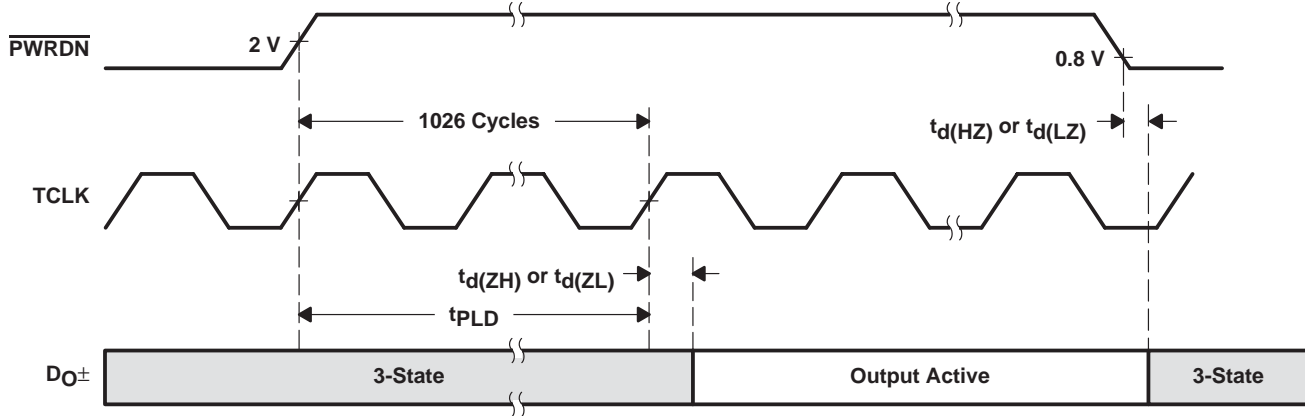 PWRDN
2 V
0.8 V
1026 Cycles
td(HZ) or td(LZ)
TCLK
td(ZH) or td(ZL)
tPLD
DO±
3-State
Output Active
3-State